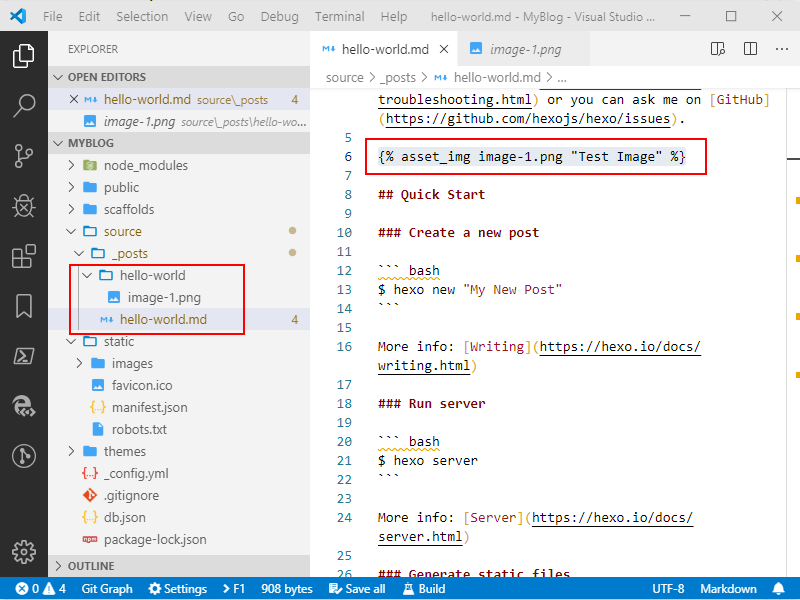 File Edit Selection View Go Debug Terminal Help hello-world.md - MyBlog - Visual Studio ...
EXPLORER
OPEN EDITORS
hello-world.md source\_posts 4
image-1.png source\_posts\hello-wo...
MYBLOG
node_modules
public
scaffolds
source
_posts
hello-world
image-1.png
hello-world.md 4
static
images
favicon.ico
manifest.json
robots.txt
themes
_config.yml
.gitignore
db.json
package-lock.json
OUTLINE
hello-world.md image-1.png
source > _posts > hello-world.md > ...
troubleshooting.html) or you can ask me on [GitHub]
(https://github.com/hexojs/hexo/issues).
5
6 {% asset_img image-1.png "Test Image" %}
7
8 ## Quick Start
9
10 ### Create a new post
11
12 ``` bash
13 $ hexo new "My New Post"
14 ```
15
16 More info: [Writing](https://hexo.io/docs/
writing.html)
17
18 ### Run server
19
20 ``` bash
21 $ hexo server
22 ```
23
24 More info: [Server](https://hexo.io/docs/
server.html)
25
26 ### Generate static files
0 4 Git Graph Settings > F1 908 bytes Save all Build UTF-8 Markdown